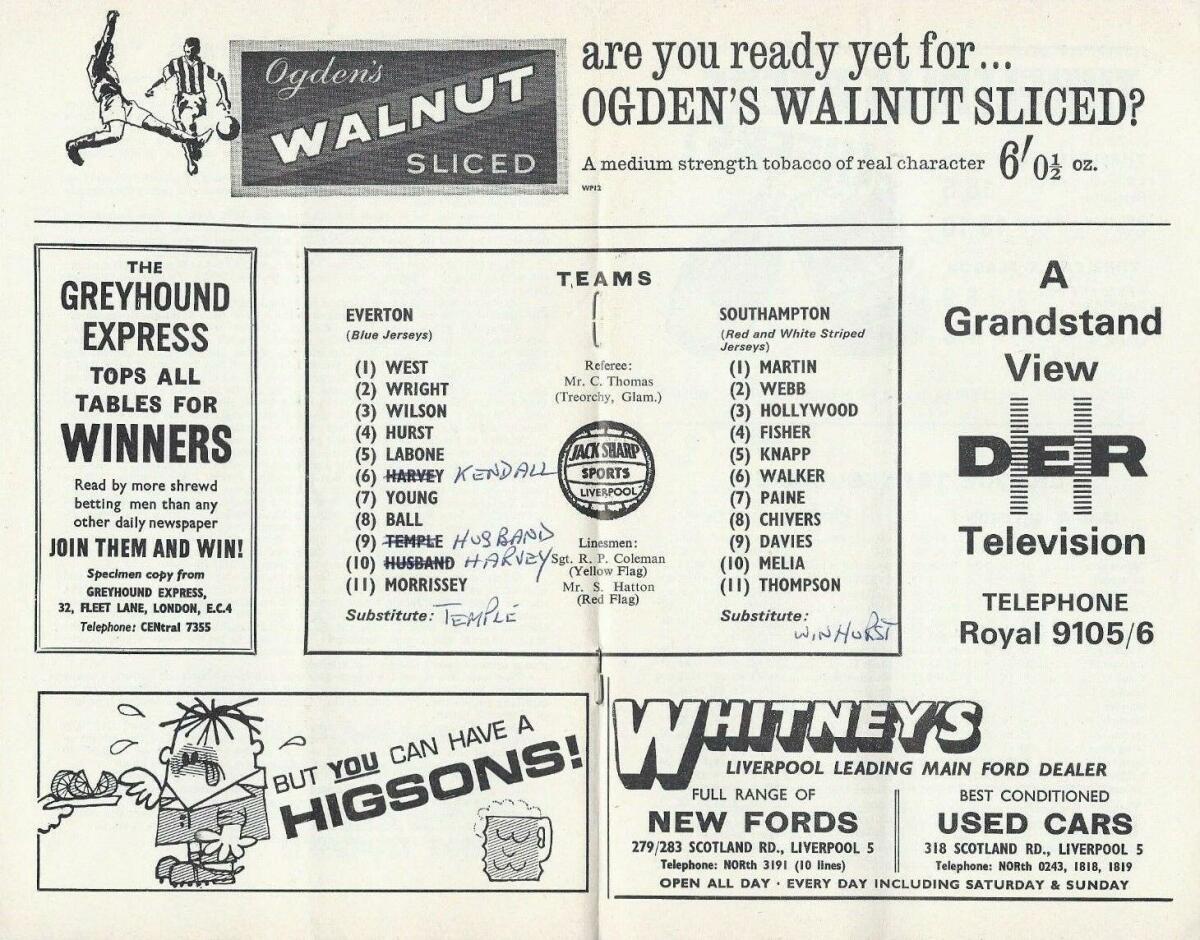 Ogden's
WALNUT
SLICED
are you ready yet for...
OGDEN'S WALNUT SLICED?
A medium strength tobacco of real character 6'0½ oz.
WP12
THE
GREYHOUND
EXPRESS
TOPS ALL
TABLES FOR
WINNERS
Read by more shrewd
betting men than any
other daily newspaper
JOIN THEM AND WIN!
Specimen copy from
GREYHOUND EXPRESS,
32, FLEET LANE, LONDON, E.C.4
Telephone: CENtral 7355
TEAMS
EVERTON
(Blue Jerseys)
(1) WEST
(2) WRIGHT
(3) WILSON
(4) HURST
(5) LABONE
(6) HARVEY KENDALL
(7) YOUNG
(8) BALL
(9) TEMPLE HUSBAND
(10) HUSBAND HARVEY
(11) MORRISSEY
Substitute: TEMPLE
Referee:
Mr. C. Thomas
(Treorchy, Glam.)
JACK SHARP
SPORTS
LIVERPOOL
Linesmen:
Sgt. R. P. Coleman
(Yellow Flag)
Mr. S. Hatton
(Red Flag)
SOUTHAMPTON
(Red and White Striped
Jerseys)
(1) MARTIN
(2) WEBB
(3) HOLLYWOOD
(4) FISHER
(5) KNAPP
(6) WALKER
(7) PAINE
(8) CHIVERS
(9) DAVIES
(10) MELIA
(11) THOMPSON
Substitute:
WINHURST
A
Grandstand
View
DER
Television
TELEPHONE
Royal 9105/6
BUT YOU CAN HAVE A
HIGSONS!
WHITNEY'S
LIVERPOOL LEADING MAIN FORD DEALER
FULL RANGE OF
NEW FORDS
279/283 SCOTLAND RD., LIVERPOOL 5
Telephone: NORth 3191 (10 lines)
BEST CONDITIONED
USED CARS
318 SCOTLAND RD., LIVERPOOL 5
Telephone: NORth 0243, 1818, 1819
OPEN ALL DAY · EVERY DAY INCLUDING SATURDAY & SUNDAY